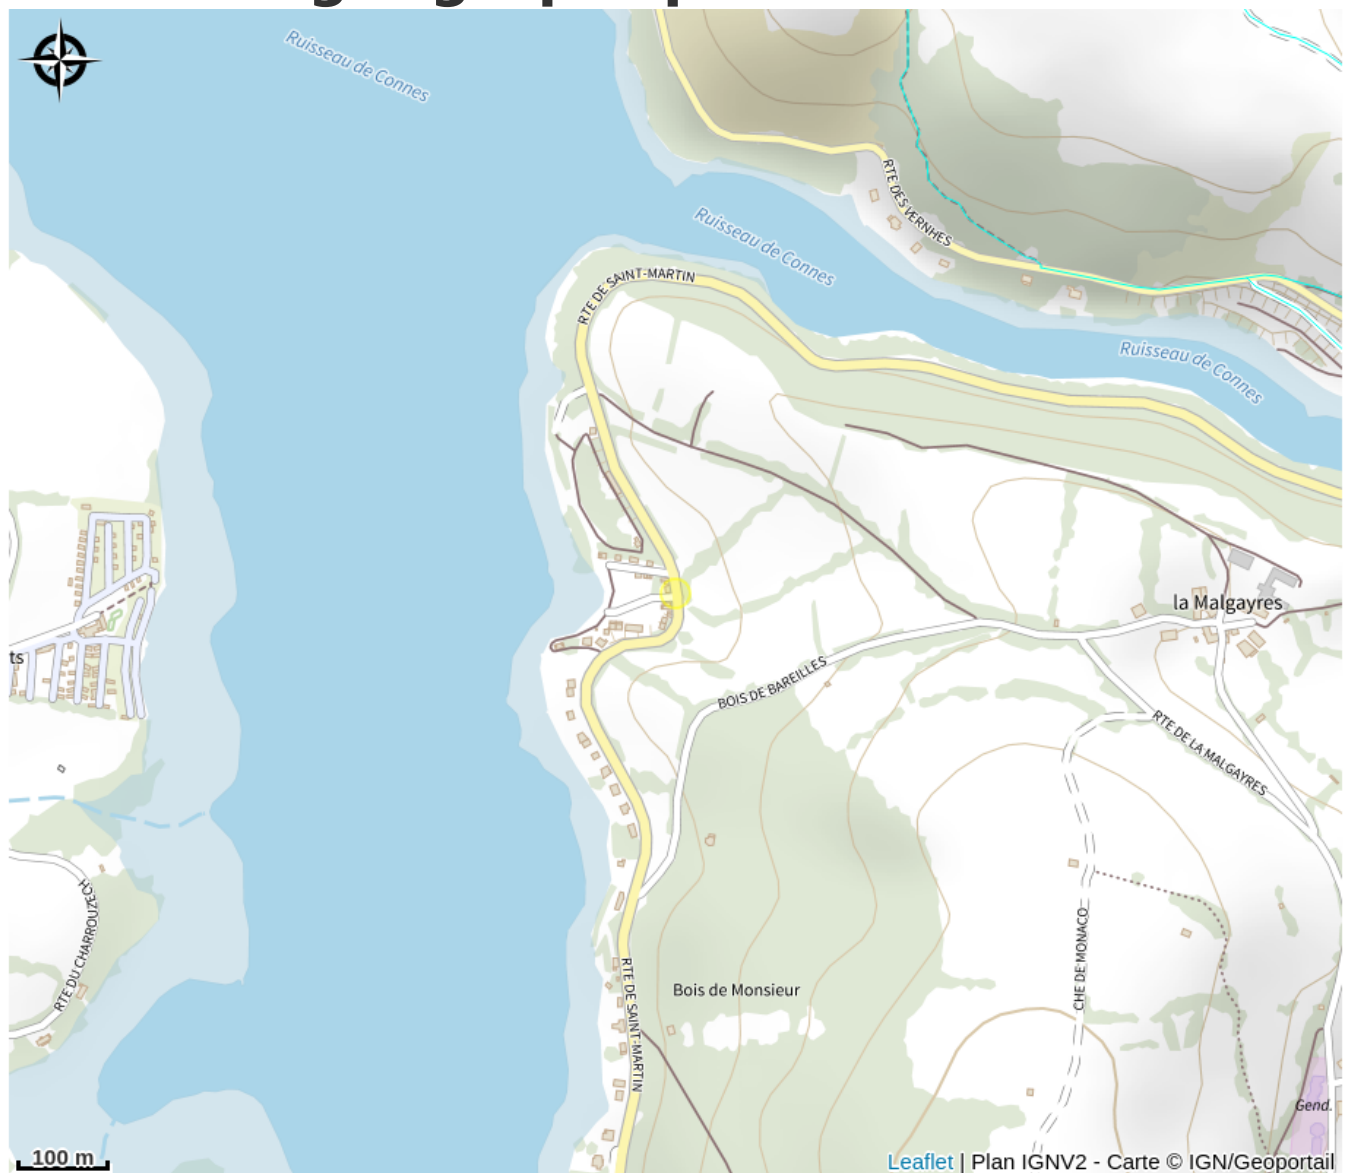 Ruisseau de Connes
RTE DES VERNHES
Ruisseau de Connes
RTE DE SAINT-MARTIN
Ruisseau de Connes
la Malgayres
ts
BOIS DE BAREILLES
RTE DE LA MALGAYRES
RTE DU CHARROUZECH
CHE DE MONACO
Bois de Monsieur
RTE DE SAINT-MARTIN
Gend.
100 m
Leaflet | Plan IGNV2 - Carte © IGN/Geoportail